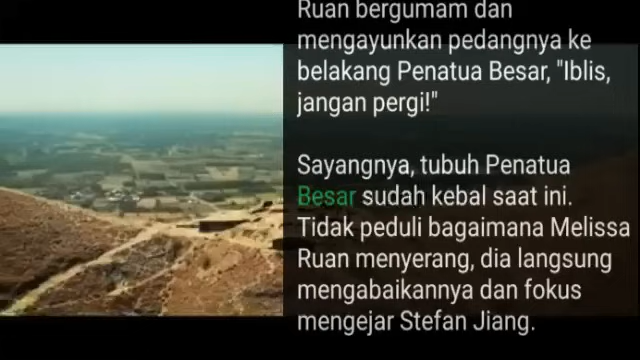 Ruan bergumam dan
mengayunkan pedangnya ke
belakang Penatua Besar, "Iblis,
jangan pergi!"
Sayangnya, tubuh Penatua
Besar sudah kebal saat ini.
Tidak peduli bagaimana Melissa
Ruan menyerang, dia langsung
mengabaikannya dan fokus
mengejar Stefan Jiang.